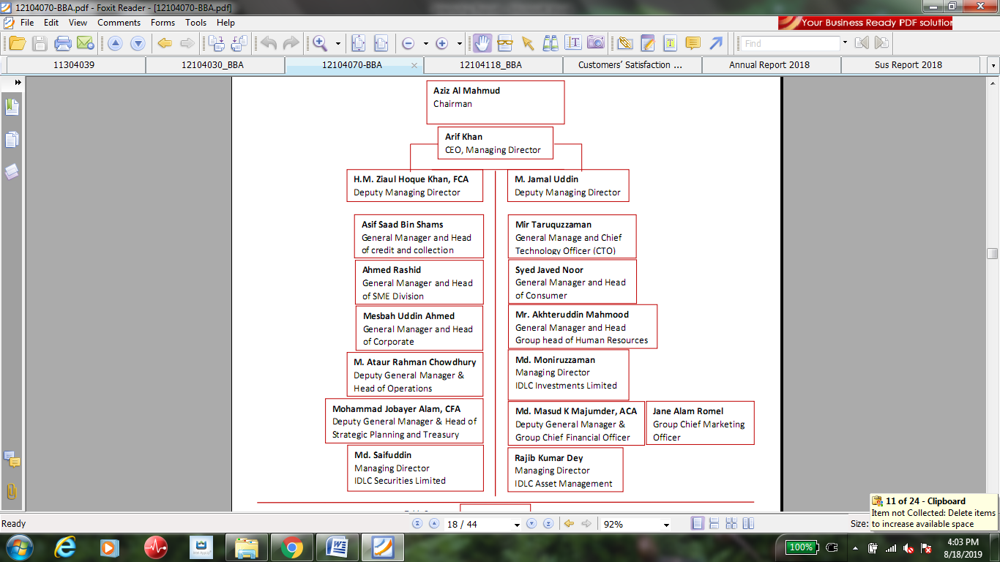 12104070-BBA.pdf - Foxit Reader - [12104070-BBA.pdf]
File Edit View Comments Forms Tools Help
Your Business Ready PDF solution
Find
11304039 12104030_BBA 12104070-BBA 12104118_BBA Customers’ Satisfaction ... Annual Report 2018 Sus Report 2018
Aziz Al Mahmud
Chairman
Arif Khan
CEO, Managing Director
H.M. Ziaul Hoque Khan, FCA
Deputy Managing Director
M. Jamal Uddin
Deputy Managing Director
Asif Saad Bin Shams
General Manager and Head
of credit and collection
Mir Taruquzzaman
General Manage and Chief
Technology Officer (CTO)
Ahmed Rashid
General Manager and Head
of SME Division
Syed Javed Noor
General Manager and Head
of Consumer
Mesbah Uddin Ahmed
General Manager and Head
of Corporate
Mr. Akhteruddin Mahmood
General Manager and Head
Group head of Human Resources
M. Ataur Rahman Chowdhury
Deputy General Manager &
Head of Operations
Md. Moniruzzaman
Managing Director
IDLC Investments Limited
Mohammad Jobayer Alam, CFA
Deputy General Manager & Head of
Strategic Planning and Treasury
Md. Masud K Majumder, ACA
Deputy General Manager &
Group Chief Financial Officer
Jane Alam Romel
Group Chief Marketing
Officer
Md. Saifuddin
Managing Director
IDLC Securities Limited
Rajib Kumar Dey
Managing Director
IDLC Asset Management
11 of 24 - Clipboard
Item not Collected: Delete items
to increase available space
Ready
18 / 44
92%
Size:
100%
4:03 PM
8/18/2019